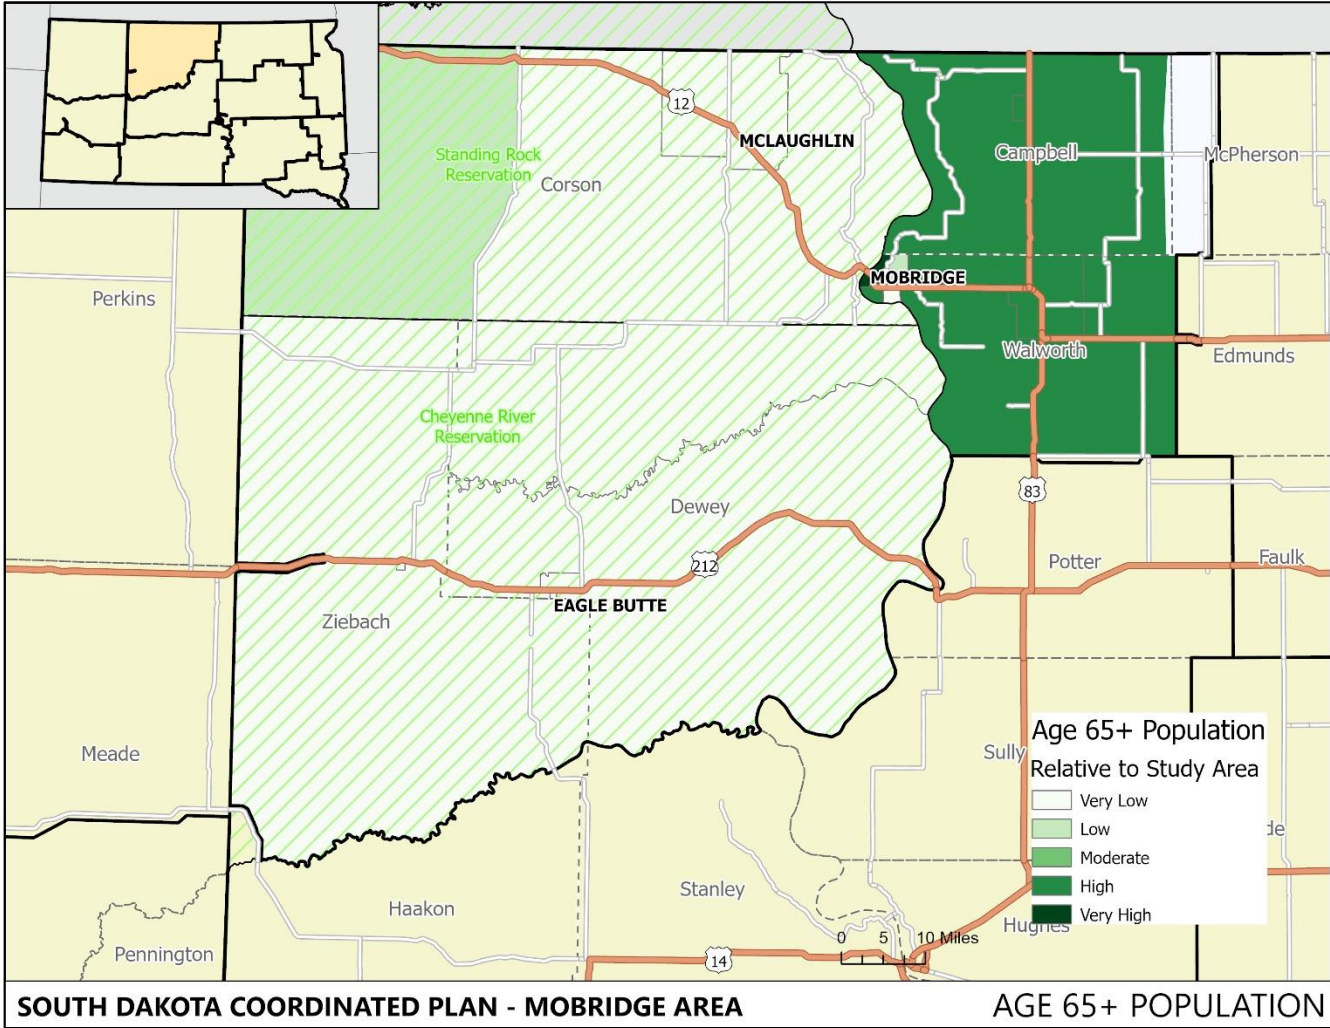 12
MCLAUGHLIN
Campbell
McPherson
Standing Rock
Reservation
Corson
MOBRIDGE
Perkins
Walworth
Edmunds
Cheyenne River
Reservation
83
Dewey
212
Potter
Faulk
EAGLE BUTTE
Ziebach
Meade
Sully
Age 65+ Population
Relative to Study Area
Very Low
Low
Moderate
High
Very High
de
Stanley
Haakon
Hughes
0 5 10 Miles
Pennington
14
SOUTH DAKOTA COORDINATED PLAN - MOBRIDGE AREA
AGE 65+ POPULATION